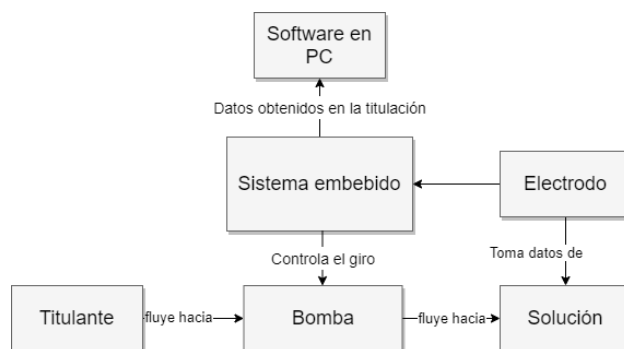 Software en
PC
Datos obtenidos en la titulación
Sistema embebido
Electrodo
Controla el giro
Toma datos de
Titulante
fluye hacia
Bomba
fluye hacia
Solución